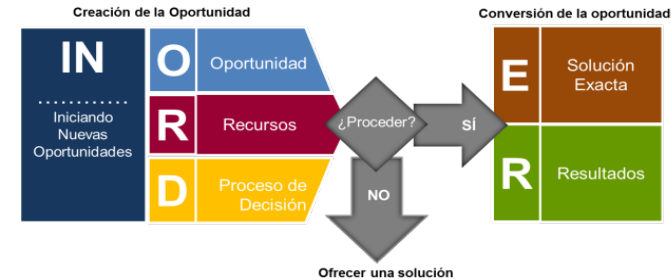 Creación de la Oportunidad
Conversión de la oportunidad
IN
Iniciando
Nuevas
Oportunidades
O
Oportunidad
R
Recursos
D
Proceso de
Decisión
¿Proceder?
SÍ
NO
Ofrecer una solución
E
Solución
Exacta
R
Resultados